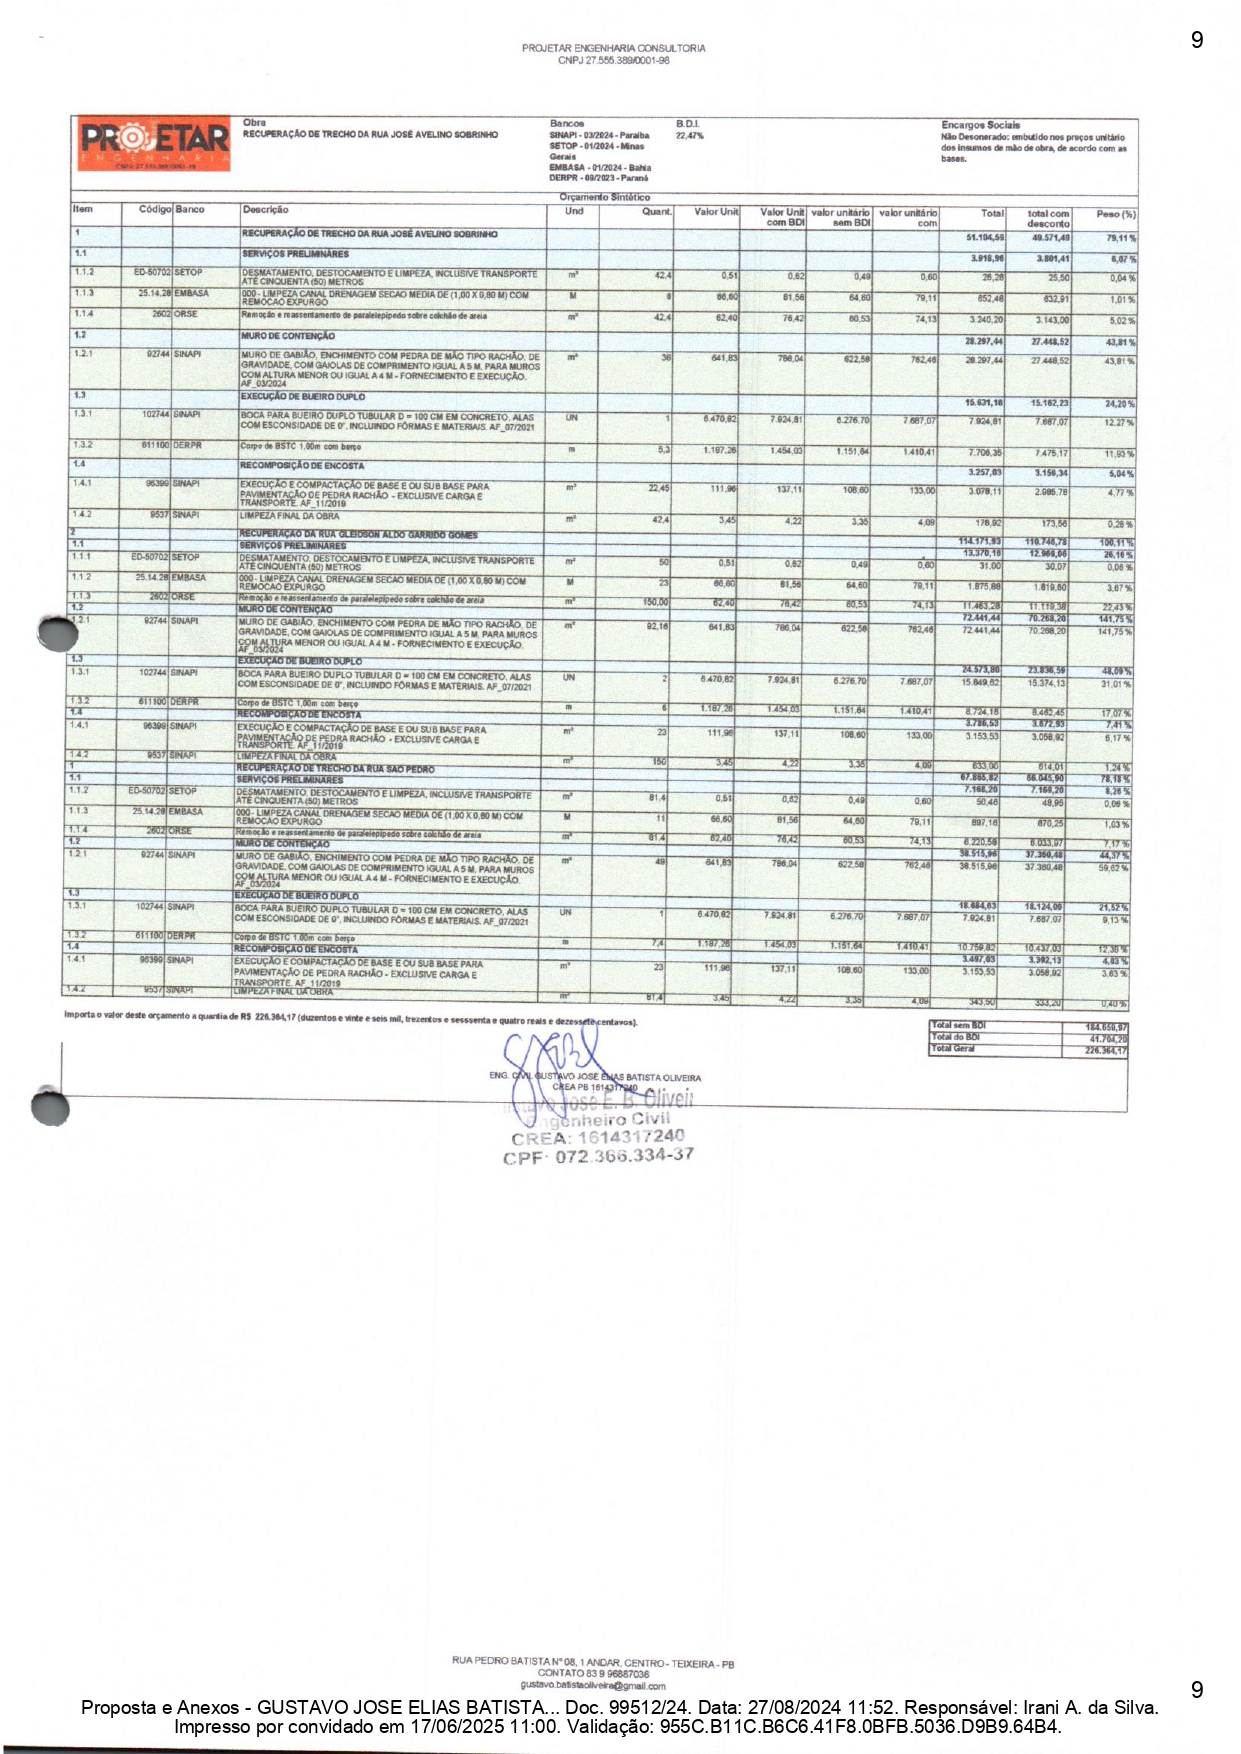 9
PROJETAR ENGENHARIA CONSULTORIA
CNPJ 27.555.389/0001-98
PROJETAR
ENGENHARIA
CNPJ: 27.555.389/0001-98
Obra
RECUPERAÇÃO DE TRECHO DA RUA JOSÉ AVELINO SOBRINHO
Bancos
SINAPI - 03/2024 - Paraíba
SETOP - 01/2024 - Minas
Gerais
EMBASA - 01/2024 - Bahia
DERPR - 09/2023 - Paraná
B.D.I.
22,47%
Encargos Sociais
Não Desonerado: embutido nos preços unitário
dos insumos de mão de obra, de acordo com as
bases.
Orçamento Sintético
Item Código Banco Descrição Und Quant. Valor Unit Valor Unit com BDI valor unitário sem BDI valor unitário com Total total com desconto Peso (%)
1 RECUPERAÇÃO DE TRECHO DA RUA JOSÉ AVELINO SOBRINHO 51.104,59 49.571,49 79,11 %
1.1 SERVIÇOS PRELIMINARES 3.918,96 3.801,41 6,07 %
1.1.2 ED-50702 SETOP DESMATAMENTO, DESTOCAMENTO E LIMPEZA, INCLUSIVE TRANSPORTE m² 42,4 0,51 0,62 0,49 0,60 26,28 25,50 0,04 %
ATÉ CINQUENTA (50) METROS
1.1.3 25.14.28 EMBASA 000 - LIMPEZA CANAL DRENAGEM SECAO MEDIA DE (1,00 X 0,80 M) COM M 8 66,60 81,56 64,60 79,11 652,48 632,91 1,01 %
REMOCAO EXPURGO
1.1.4 2602 ORSE Remoção e reassentamento de paralelepípedo sobre colchão de areia m² 42,4 62,40 76,42 60,53 74,13 3.240,20 3.143,00 5,02 %
1.2 MURO DE CONTENÇÃO 28.297,44 27.448,52 43,81 %
1.2.1 92744 SINAPI MURO DE GABIÃO, ENCHIMENTO COM PEDRA DE MÃO TIPO RACHÃO, DE m³ 36 641,83 786,04 622,58 762,46 28.297,44 27.448,52 43,81 %
GRAVIDADE, COM GAIOLAS DE COMPRIMENTO IGUAL A 5 M, PARA MUROS
COM ALTURA MENOR OU IGUAL A 4 M - FORNECIMENTO E EXECUÇÃO.
AF_03/2024
1.3 EXECUÇÃO DE BUEIRO DUPLO 15.631,16 15.162,23 24,20 %
1.3.1 102744 SINAPI BOCA PARA BUEIRO DUPLO TUBULAR D = 100 CM EM CONCRETO, ALAS UN 1 6.470,82 7.924,81 6.276,70 7.687,07 7.924,81 7.687,07 12,27 %
COM ESCONSIDADE DE 0°, INCLUINDO FÔRMAS E MATERIAIS. AF_07/2021
1.3.2 611100 DERPR Corpo de BSTC 1,00m com berço m 5,3 1.187,26 1.454,03 1.151,64 1.410,41 7.706,35 7.475,17 11,93 %
1.4 RECOMPOSIÇÃO DE ENCOSTA 3.257,03 3.159,34 5,04 %
1.4.1 96399 SINAPI EXECUÇÃO E COMPACTAÇÃO DE BASE E OU SUB BASE PARA m³ 22,45 111,96 137,11 108,60 133,00 3.078,11 2.985,78 4,77 %
PAVIMENTAÇÃO DE PEDRA RACHÃO - EXCLUSIVE CARGA E
TRANSPORTE. AF_11/2019
1.4.2 9537 SINAPI LIMPEZA FINAL DA OBRA m² 42,4 3,45 4,22 3,35 4,09 178,92 173,56 0,28 %
2 RECUPERAÇÃO DA RUA GLEIDSON ALDO GARRIDO GOMES 114.171,93 110.746,78 100,11 %
1.1 SERVIÇOS PRELIMINARES 13.370,16 12.969,06 26,16 %
1.1.1 ED-50702 SETOP DESMATAMENTO, DESTOCAMENTO E LIMPEZA, INCLUSIVE TRANSPORTE m² 50 0,51 0,62 0,49 0,60 31,00 30,07 0,06 %
ATÉ CINQUENTA (50) METROS
1.1.2 25.14.28 EMBASA 000 - LIMPEZA CANAL DRENAGEM SECAO MEDIA DE (1,00 X 0,80 M) COM M 23 66,60 81,56 64,60 79,11 1.875,88 1.819,60 3,67 %
REMOCAO EXPURGO
1.1.3 2602 ORSE Remoção e reassentamento de paralelepípedo sobre colchão de areia m² 150,00 62,40 76,42 60,53 74,13 11.463,28 11.119,38 22,43 %
1.2 MURO DE CONTENÇÃO 72.441,44 70.268,20 141,75 %
1.2.1 92744 SINAPI MURO DE GABIÃO, ENCHIMENTO COM PEDRA DE MÃO TIPO RACHÃO, DE m³ 92,16 641,83 786,04 622,58 762,46 72.441,44 70.268,20 141,75 %
GRAVIDADE, COM GAIOLAS DE COMPRIMENTO IGUAL A 5 M, PARA MUROS
COM ALTURA MENOR OU IGUAL A 4 M - FORNECIMENTO E EXECUÇÃO.
AF_03/2024
1.3 EXECUÇÃO DE BUEIRO DUPLO 24.573,80 23.836,59 48,09%
1.3.1 102744 SINAPI BOCA PARA BUEIRO DUPLO TUBULAR D = 100 CM EM CONCRETO, ALAS UN 2 6.470,82 7.924,81 6.276,70 7.687,07 15.849,62 15.374,13 31,01 %
COM ESCONSIDADE DE 0°, INCLUINDO FÔRMAS E MATERIAIS. AF_07/2021
1.3.2 611100 DERPR Corpo de BSTC 1,00m com berço m 6 1.187,26 1.454,03 1.151,64 1.410,41 8.724,18 8.462,45 17,07 %
1.4 RECOMPOSIÇÃO DE ENCOSTA 3.786,53 3.672,93 7,41 %
1.4.1 96399 SINAPI EXECUÇÃO E COMPACTAÇÃO DE BASE E OU SUB BASE PARA m³ 23 111,96 137,11 108,60 133,00 3.153,53 3.058,92 6,17 %
PAVIMENTAÇÃO DE PEDRA RACHÃO - EXCLUSIVE CARGA E
TRANSPORTE. AF_11/2019
1.4.2 9537 SINAPI LIMPEZA FINAL DA OBRA m² 150 3,45 4,22 3,35 4,09 633,00 614,01 1,24 %
1 RECUPERAÇÃO DE TRECHO DA RUA SAO PEDRO 67.865,82 66.045,90 78,18 %
1.1 SERVIÇOS PRELIMINARES 7.168,20 7.168,20 8,26 %
1.1.2 ED-50702 SETOP DESMATAMENTO, DESTOCAMENTO E LIMPEZA, INCLUSIVE TRANSPORTE m² 81,4 0,51 0,62 0,49 0,60 50,46 48,95 0,06 %
ATÉ CINQUENTA (50) METROS
1.1.3 25.14.28 EMBASA 000 - LIMPEZA CANAL DRENAGEM SECAO MEDIA DE (1,00 X 0,80 M) COM M 11 66,60 81,56 64,60 79,11 897,16 870,25 1,03 %
REMOCAO EXPURGO
1.1.4 2602 ORSE Remoção e reassentamento de paralelepípedo sobre colchão de areia m² 81,4 62,40 76,42 60,53 74,13 6.220,58 6.033,97 7,17 %
1.2 MURO DE CONTENÇÃO 38.515,96 37.360,48 44,37 %
1.2.1 92744 SINAPI MURO DE GABIÃO, ENCHIMENTO COM PEDRA DE MÃO TIPO RACHÃO, DE m³ 49 641,83 786,04 622,58 762,46 38.515,96 37.360,48 59,62 %
GRAVIDADE, COM GAIOLAS DE COMPRIMENTO IGUAL A 5 M, PARA MUROS
COM ALTURA MENOR OU IGUAL A 4 M - FORNECIMENTO E EXECUÇÃO.
AF_03/2024
1.3 EXECUÇÃO DE BUEIRO DUPLO 18.684,63 18.124,09 21,52 %
1.3.1 102744 SINAPI BOCA PARA BUEIRO DUPLO TUBULAR D = 100 CM EM CONCRETO, ALAS UN 1 6.470,82 7.924,81 6.276,70 7.687,07 7.924,81 7.687,07 9,13 %
COM ESCONSIDADE DE 0°, INCLUINDO FÔRMAS E MATERIAIS. AF_07/2021
1.3.2 611100 DERPR Corpo de BSTC 1,00m com berço m 7,4 1.187,26 1.454,03 1.151,64 1.410,41 10.759,82 10.437,03 12,39 %
1.4 RECOMPOSIÇÃO DE ENCOSTA 3.497,03 3.392,13 4,03 %
1.4.1 96399 SINAPI EXECUÇÃO E COMPACTAÇÃO DE BASE E OU SUB BASE PARA m³ 23 111,96 137,11 108,60 133,00 3.153,53 3.058,92 3,63 %
PAVIMENTAÇÃO DE PEDRA RACHÃO - EXCLUSIVE CARGA E
TRANSPORTE. AF_11/2019
1.4.2 9537 SINAPI LIMPEZA FINAL DA OBRA m² 81,4 3,45 4,22 3,35 4,09 343,50 333,20 0,40 %
Importa o valor deste orçamento a quantia de R$ 226.364,17 (duzentos e vinte e seis mil, trezentos e sesssenta e quatro reais e dezessete centavos).
Total sem BDI 184.659,97
Total do BDI 41.704,20
Total Geral 226.364,17
ENG. CIVIL GUSTAVO JOSÉ ELIAS BATISTA OLIVEIRA
CREA PB 1614317240
José E. B. Oliveir
Engenheiro Civil
CREA: 1614317240
CPF: 072.366.334-37
RUA PEDRO BATISTA N° 08, 1 ANDAR, CENTRO - TEIXEIRA - PB
CONTATO 83 9 96887036
gustavo.batistaoliveira@gmail.com
9
Proposta e Anexos - GUSTAVO JOSE ELIAS BATISTA... Doc. 99512/24. Data: 27/08/2024 11:52. Responsável: Irani A. da Silva.
Impresso por convidado em 17/06/2025 11:00. Validação: 955C.B11C.B6C6.41F8.0BFB.5036.D9B9.64B4.